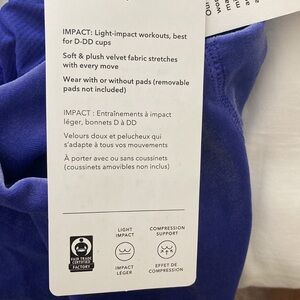 IMPACT: Light-impact workouts, best
for D-DD cups
Soft & plush velvet fabric stretches
with every move
Wear with or without pads (removable
pads not included)
IMPACT : Entraînements à impact
léger, bonnets D à DD
Velours doux et pelucheux qui
s'adapte à tous vos mouvements
À porter avec ou sans coussinets
(coussinets amovibles non inclus)
FAIR TRADE
CERTIFIED
FACTORY
LIGHT
IMPACT
IMPACT
LÉGER
COMPRESSION
SUPPORT
EFFET DE
COMPRESSION